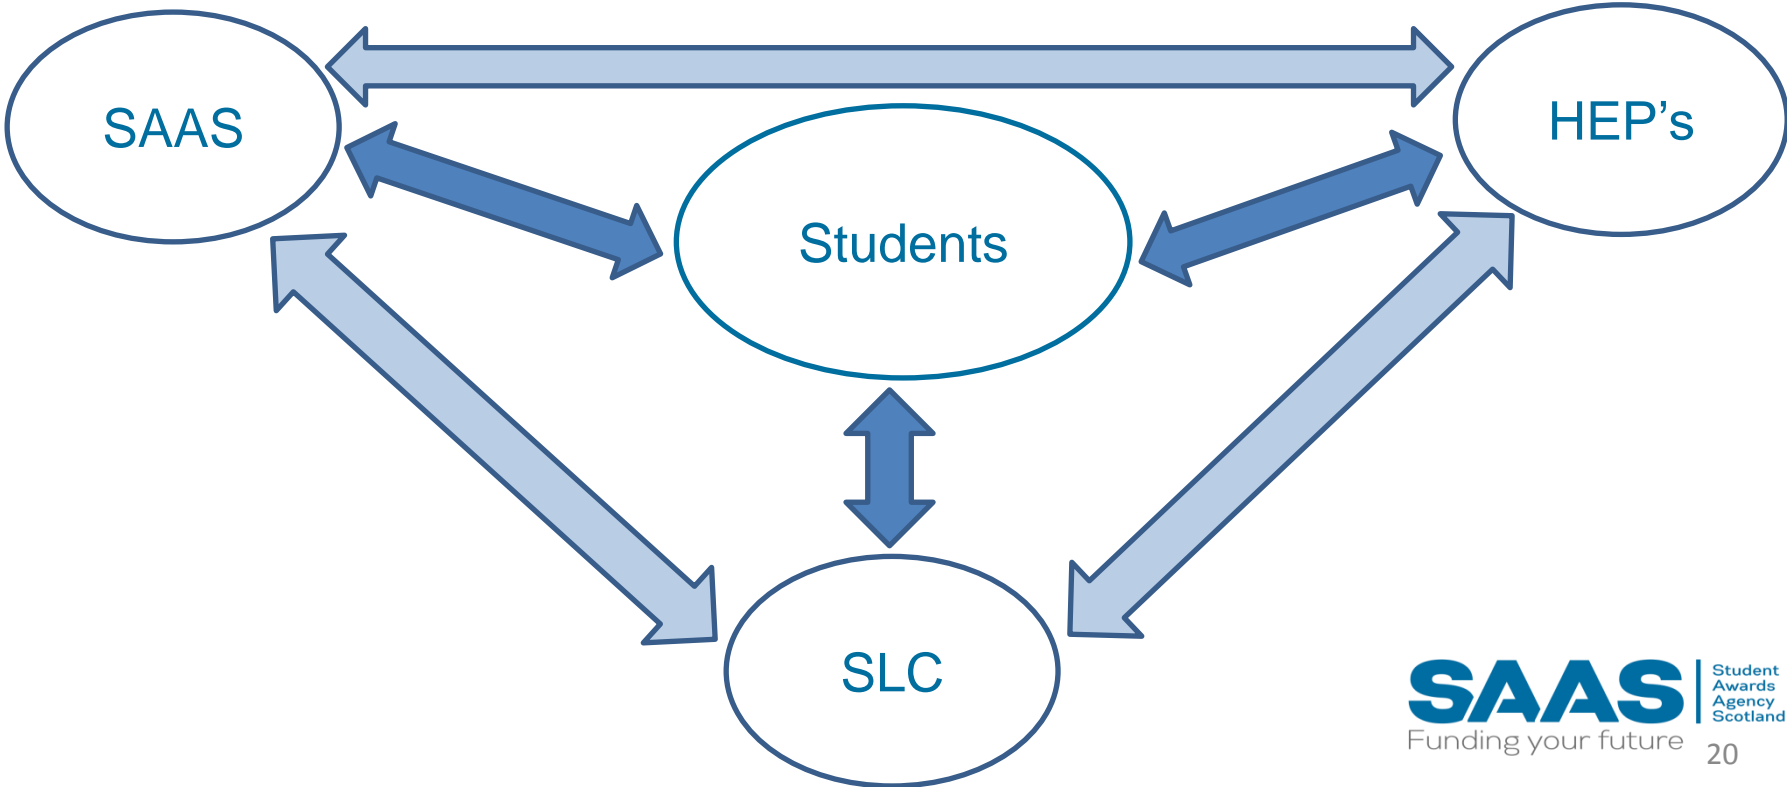 SAAS
HEP’s
Students
SLC
SAAS
Student
Awards
Agency
Scotland
Funding your future
20